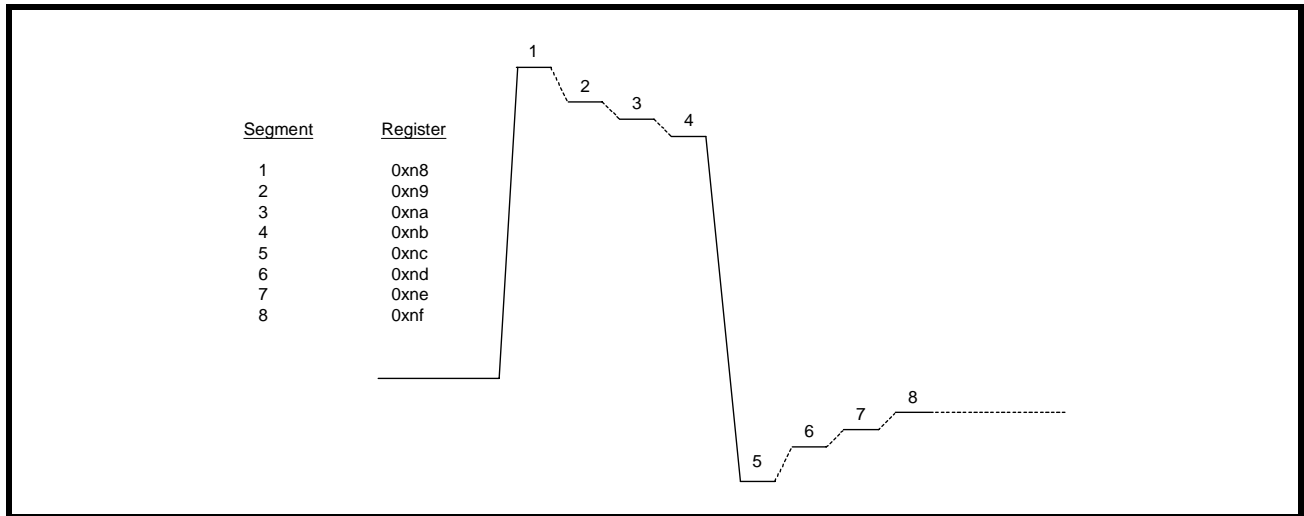 1
2
3
4
Segment Register
1 0xn8
2 0xn9
3 0xna
4 0xnb
5 0xnc
6 0xnd
7 0xne
8 0xnf
8
7
6
5